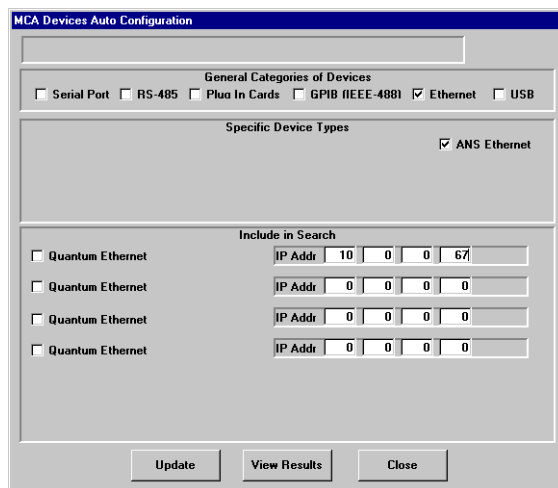 MCA Devices Auto Configuration
General Categories of Devices
Serial Port RS-485 Plug In Cards GPIB (IEEE-488) Ethernet USB
Specific Device Types
ANS Ethernet
Include in Search
Quantum Ethernet IP Addr 10 0 0 67
Quantum Ethernet IP Addr 0 0 0 0
Quantum Ethernet IP Addr 0 0 0 0
Quantum Ethernet IP Addr 0 0 0 0
Update View Results Close